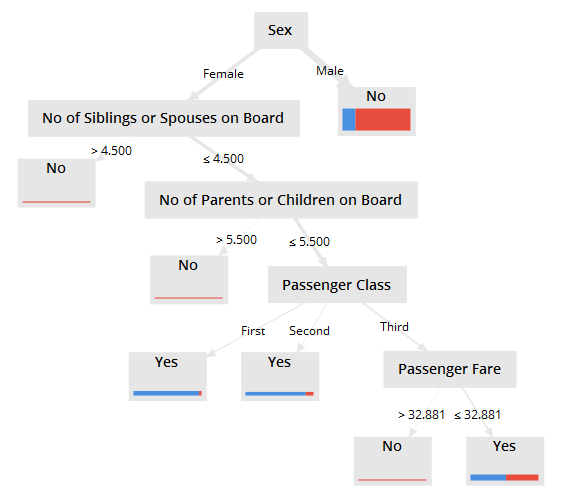 Sex
Female
Male
No
No of Siblings or Spouses on Board
> 4.500
≤ 4.500
No
No of Parents or Children on Board
> 5.500
≤ 5.500
No
Passenger Class
First
Second
Third
Yes
Yes
Passenger Fare
> 32.881
≤ 32.881
No
Yes